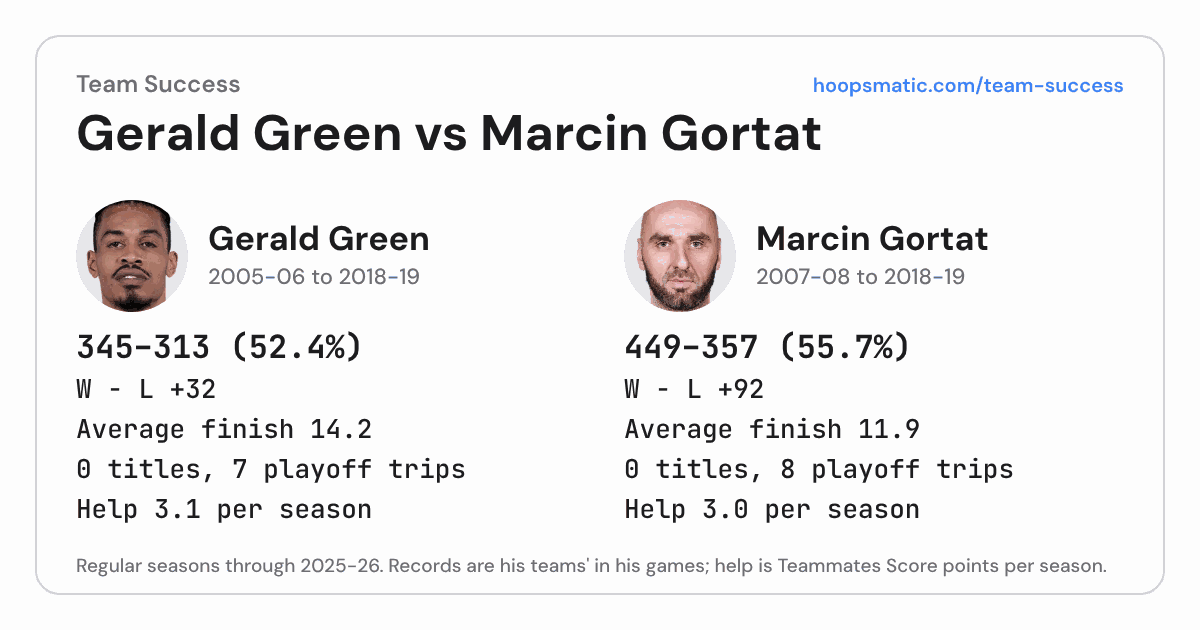 Team Success
hoopsmatic.com/team-success
Gerald Green vs Marcin Gortat
Gerald Green
2005-06 to 2018-19
345-313 (52.4%)
W - L +32
Average finish 14.2
0 titles, 7 playoff trips
Help 3.1 per season
Marcin Gortat
2007-08 to 2018-19
449-357 (55.7%)
W - L +92
Average finish 11.9
0 titles, 8 playoff trips
Help 3.0 per season
Regular seasons through 2025-26. Records are his teams' in his games; help is Teammates Score points per season.